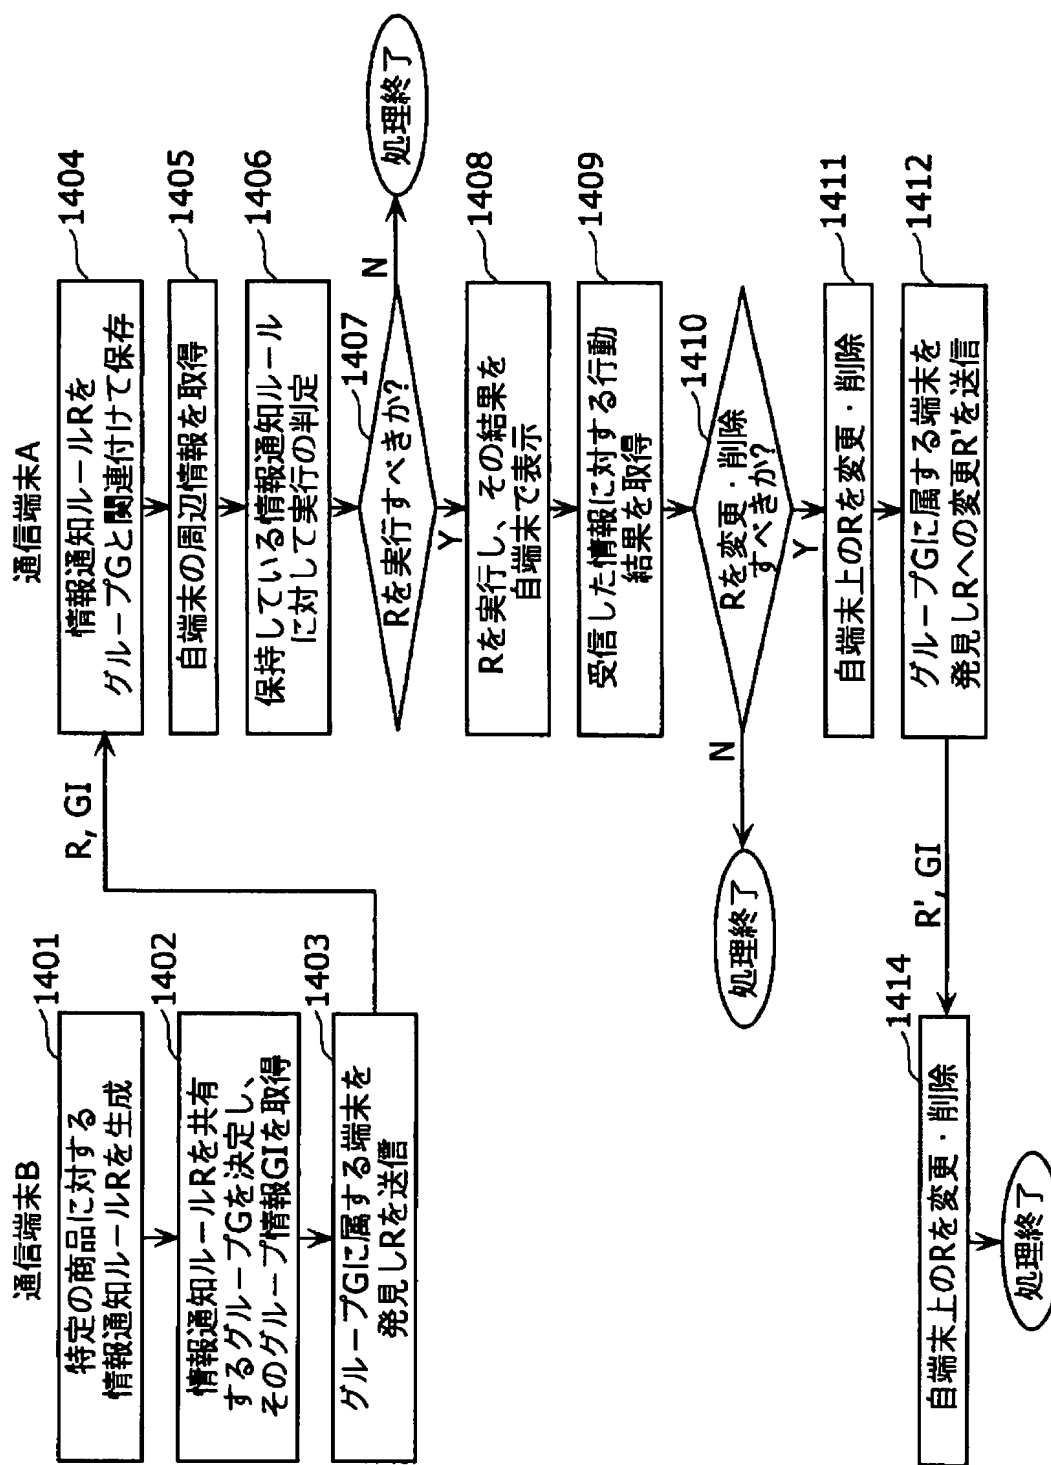 通信端末B
1401
特定の商品に対する
情報通知ルールRを生成
1402
情報通知ルールRを共有
するグループGを決定し、
そのグループ情報GIを取得
1403
グループGに属する端末を
発見しRを送信
R, GI
通信端末A
1404
情報通知ルールRを
グループGと関連付けて保存
1405
自端末の周辺情報を取得
1406
保持している情報通知ルール
に対して実行の判定
1407
Rを実行すべきか?
N
処理終了
Y
1408
Rを実行し、その結果を
自端末で表示
1409
受信した情報に対する行動
結果を取得
1410
Rを変更・削除
すべきか?
N
処理終了
Y
1411
自端末上のRを変更・削除
1412
グループGに属する端末を
発見しRへの変更R'を送信
R', GI
1414
自端末上のRを変更・削除
処理終了